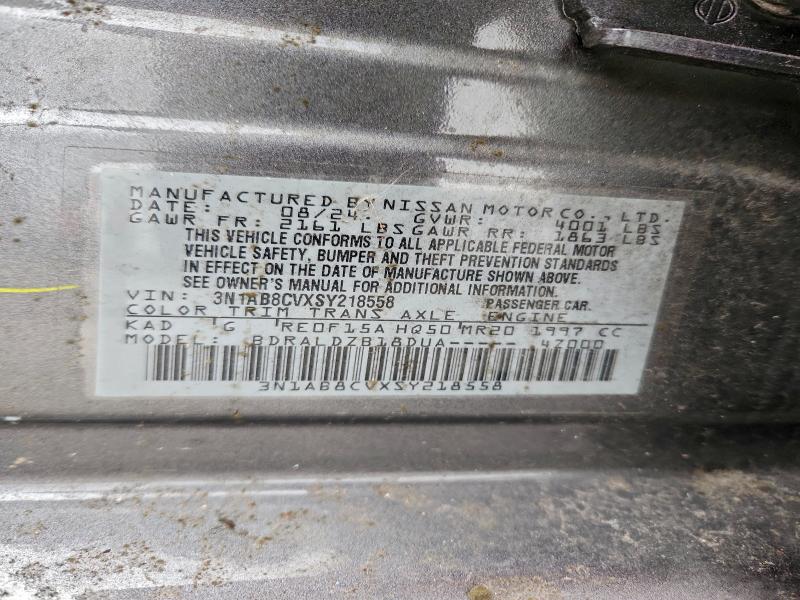 MANUFACTURED BY NISSAN MOTOR CO., LTD.
DATE: 08/24 GVWR: 4001 LBS
GAWR FR: 2161 LBS GAWR RR: 1863 LBS
THIS VEHICLE CONFORMS TO ALL APPLICABLE FEDERAL MOTOR
VEHICLE SAFETY, BUMPER AND THEFT PREVENTION STANDARDS
IN EFFECT ON THE DATE OF MANUFACTURE SHOWN ABOVE.
SEE OWNER'S MANUAL FOR ADDITIONAL INFORMATION.
VIN: 3N1AB8CVXSY218558 PASSENGER CAR.
COLOR TRIM TRANS AXLE ENGINE
KAD G RE0F15A HQ50 MR20 1997 CC
MODEL: BDRALDZB18DUA----- 4Z000
3N1AB8CVXSY218558